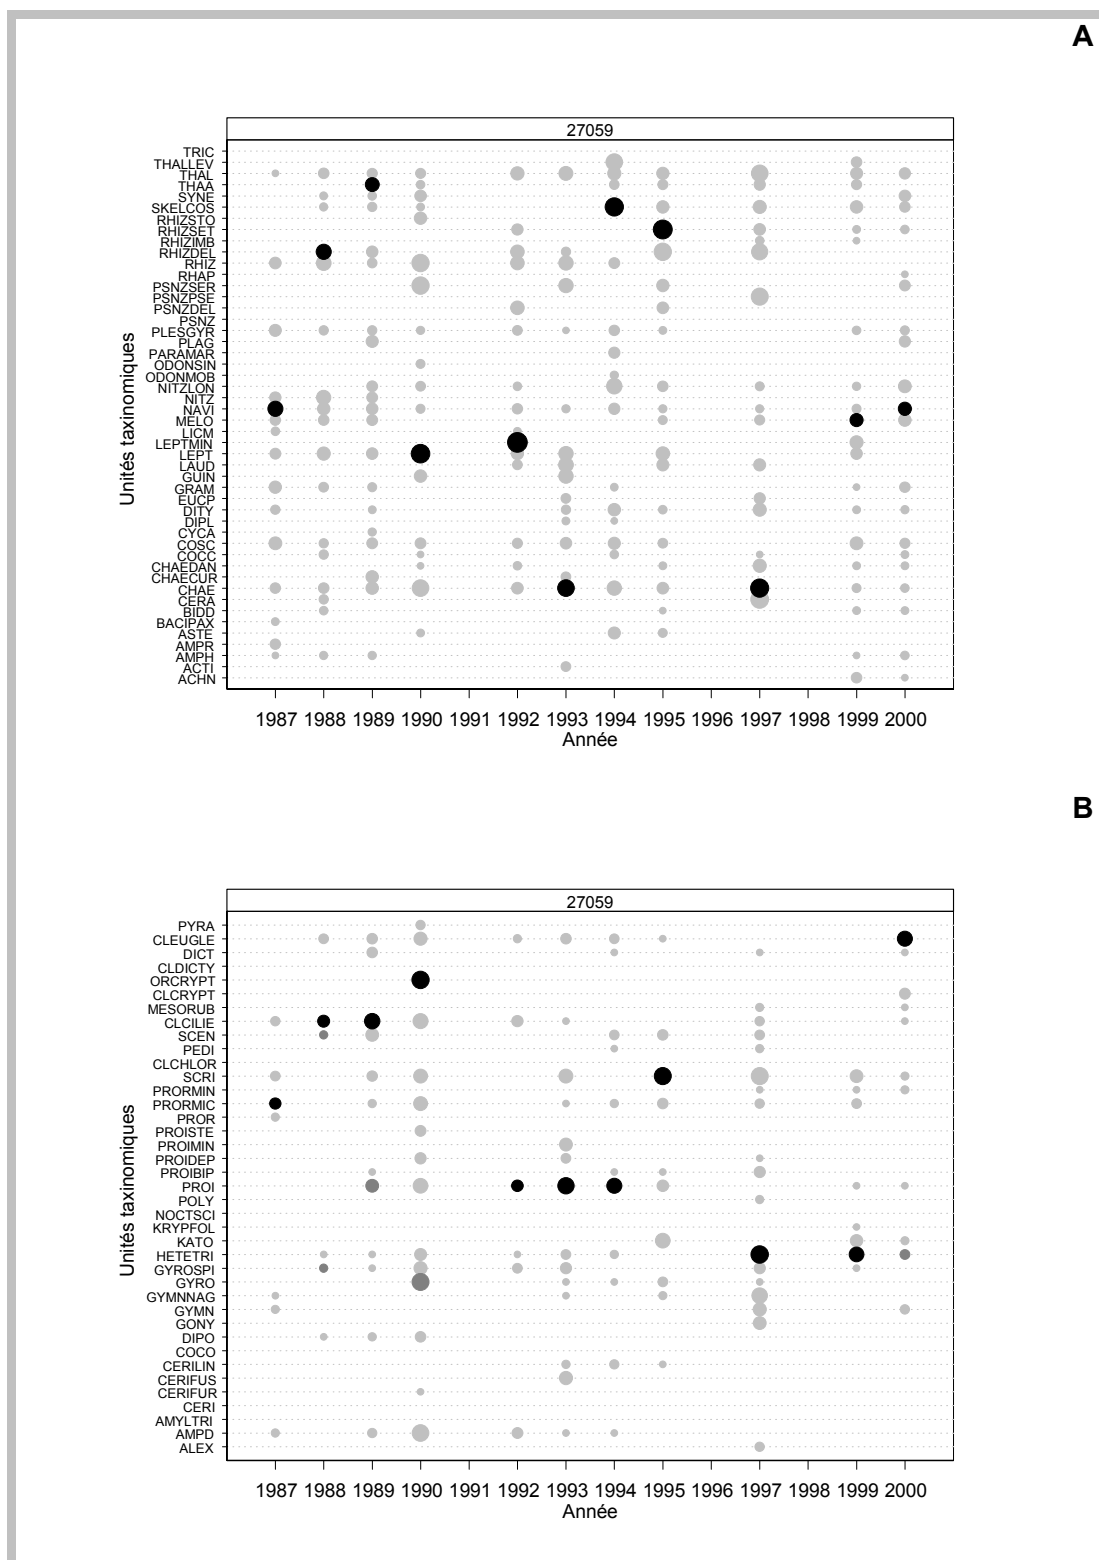 A
27059
TRIC
THALLEV
THAL
THAA
SYNE
SKELCOS
RHIZSTO
RHIZSET
RHIZIMB
RHIZDEL
RHIZ
RHAP
PSNZSER
PSNZPSE
PSNZDEL
PSNZ
PLESGYR
PLAG
PARAMAR
ODONSIN
ODONMOB
NITZLON
NITZ
NAVI
MELO
LICM
LEPTMIN
LEPT
LAUD
GUIN
GRAM
EUCP
DITY
DIPL
CYCA
COSC
COCC
CHAEDAN
CHAECUR
CHAE
CERA
BIDD
BACIPAX
ASTE
AMPR
AMPH
ACTI
ACHN
Unités taxinomiques
1987 1988 1989 1990 1991 1992 1993 1994 1995 1996 1997 1998 1999 2000
Année
B
27059
PYRA
CLEUGLE
DICT
CLDICTY
ORCRYPT
CLCRYPT
MESORUB
CLCILIE
SCEN
PEDI
CLCHLOR
SCRI
PRORMIN
PRORMIC
PROR
PROISTE
PROIMIN
PROIDEP
PROIBIP
PROI
POLY
NOCTSCI
KRYPFOL
KATO
HETETRI
GYROSPI
GYRO
GYMNNAG
GYMN
GONY
DIPO
COCO
CERILIN
CERIFUS
CERIFUR
CERI
AMYLTRI
AMPD
ALEX
Unités taxinomiques
1987 1988 1989 1990 1991 1992 1993 1994 1995 1996 1997 1998 1999 2000
Année